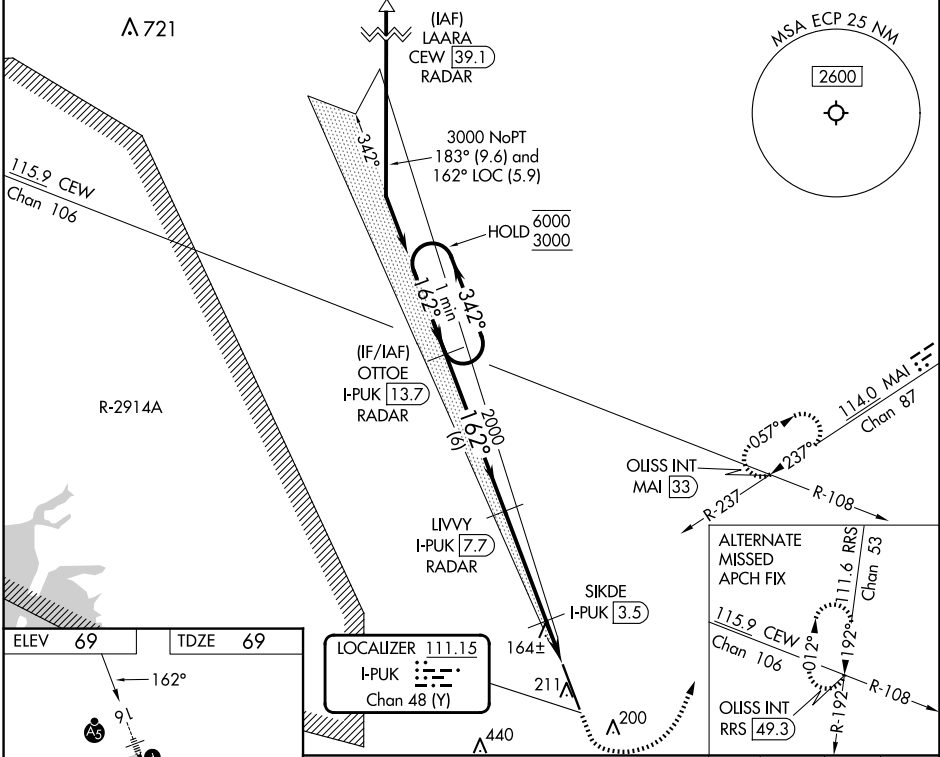 721
(IAF)
LAARA
CEW 39.1
RADAR
MSA ECP 25 NM
2600
342°
3000 NoPT
183° (9.6) and
162° LOC (5.9)
115.9 CEW
Chan 106
HOLD 6000
3000
1 min
162°
342°
(IF/IAF)
OTTOE
I-PUK 13.7
RADAR
R-2914A
2000
162°
(6)
114.0 MAI
Chan 87
057°
237°
OLISS INT
MAI 33
R-237
R-108
LIVVY
I-PUK 7.7
RADAR
SIKDE
I-PUK 3.5
164±
ALTERNATE
MISSED
APCH FIX
111.6 RRS
Chan 53
115.9 CEW
Chan 106
012°
192°
R-108
R-192
OLISS INT
RRS 49.3
ELEV 69
TDZE 69
162°
16
A5
LOCALIZER 111.15
I-PUK
Chan 48 (Y)
211
200
440